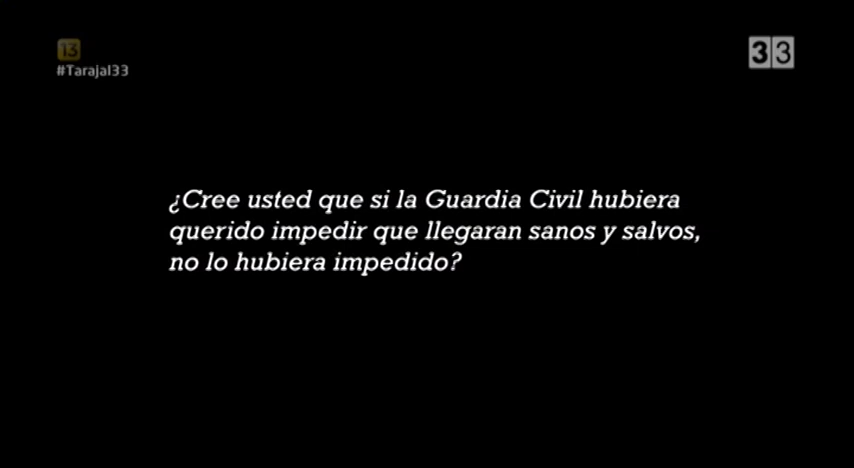 13
#Tarajal33
33
¿Cree usted que si la Guardia Civil hubiera
querido impedir que llegaran sanos y salvos,
no lo hubiera impedido?